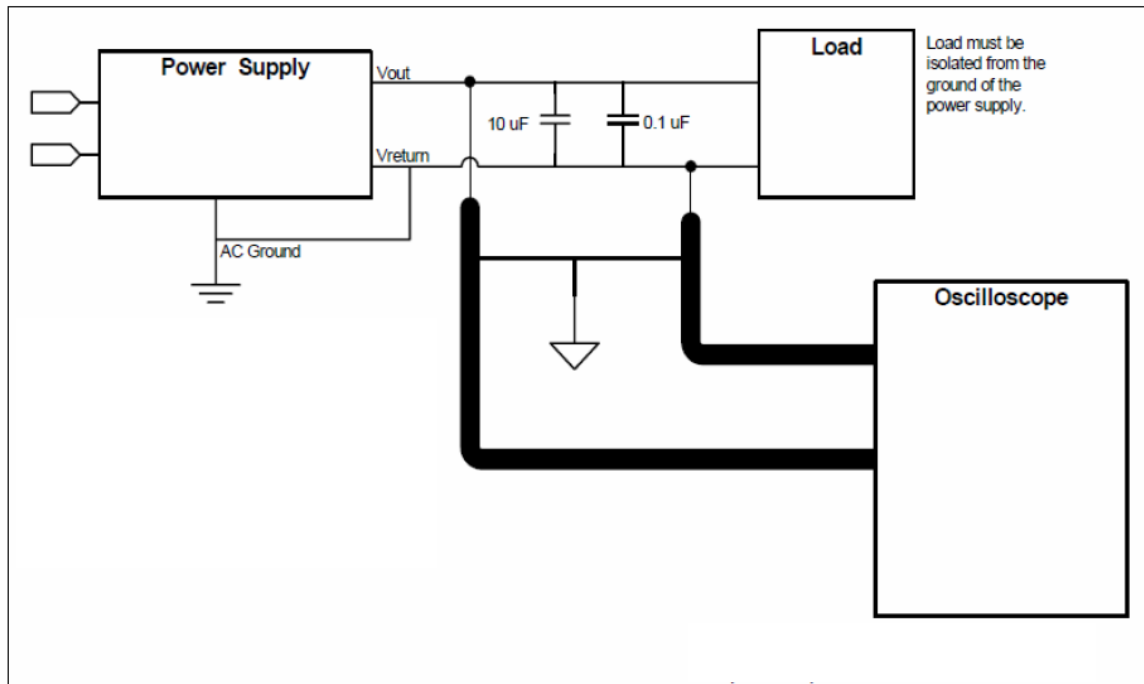 Power Supply
Vout
Vreturn
AC Ground
10 uF
0.1 uF
Load
Load must be
isolated from the
ground of the
power supply.
Oscilloscope